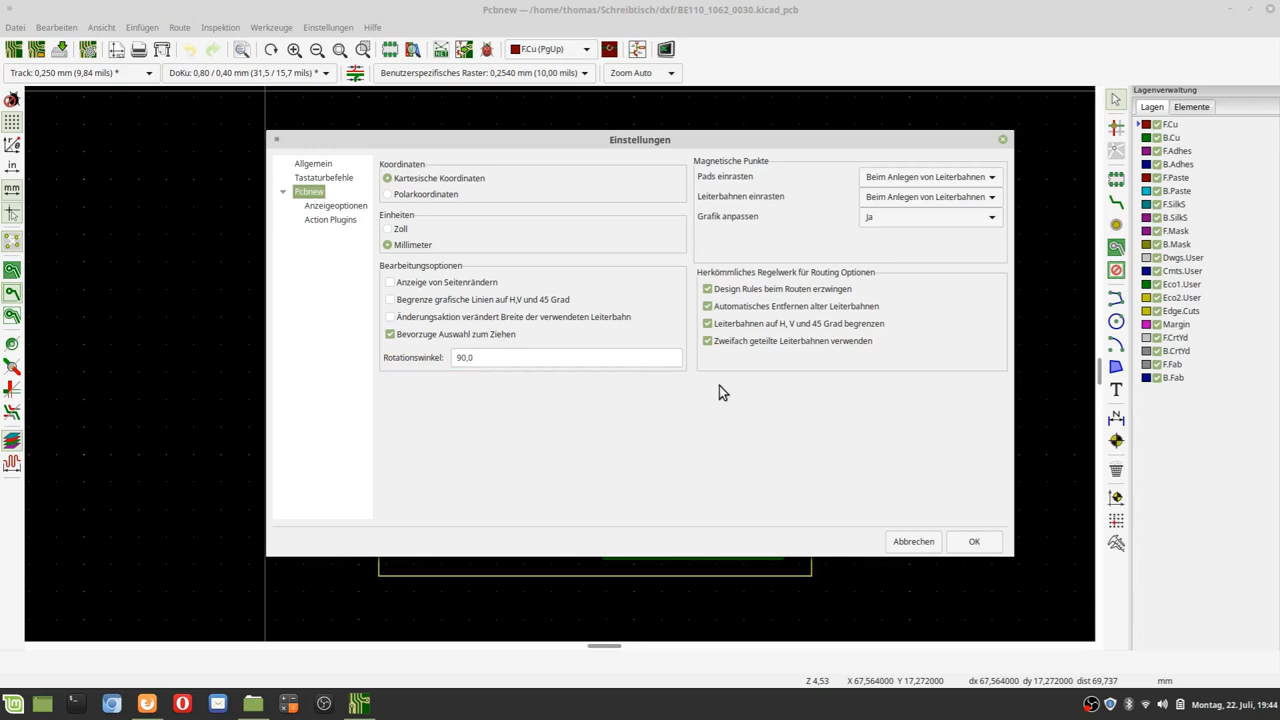 Pcbnew — /home/thomas/Schreibtisch/dxf/BE110_1062_0030.kicad_pcb
Datei Bearbeiten Ansicht Einfügen Route Inspektion Werkzeuge Einstellungen Hilfe
F.Cu (PgUp)
Track: 0,250 mm (9,84 mils) * DoKu: 0,80 / 0,40 mm (31,5 / 15,7 mils) * Benutzerspezifisches Raster: 0,2540 mm (10,00 mils) Zoom Auto
in
mm
Einstellungen
Allgemein
Tastaturbefehle
Pcbnew
Anzeigeoptionen
Action Plugins
Koordinaten
Kartesische Koordinaten
Polarkoordinaten
Einheiten
Zoll
Millimeter
Bearbeitungsoptionen
Anzeige von Seitenrändern
Begrenze grafische Linien auf H,V und 45 Grad
Änderungsaktion verändert Breite der verwendeten Leiterbahn
Bevorzuge Auswahl zum Ziehen
Rotationswinkel: 90,0
Magnetische Punkte
Pads einrasten Beim Anlegen von Leiterbahnen
Leiterbahnen einrasten Beim Anlegen von Leiterbahnen
Grafik anpassen Ja
Herkömmliches Regelwerk für Routing Optionen
Design Rules beim Routen erzwingen
Automatisches Entfernen alter Leiterbahnen
Leiterbahnen auf H, V und 45 Grad begrenzen
Zweifach geteilte Leiterbahnen verwenden
Abbrechen OK
Lagenverwaltung
Lagen Elemente
F.Cu
B.Cu
F.Adhes
B.Adhes
F.Paste
B.Paste
F.SilkS
B.SilkS
F.Mask
B.Mask
Dwgs.User
Cmts.User
Eco1.User
Eco2.User
Edge.Cuts
Margin
F.CrtYd
B.CrtYd
F.Fab
B.Fab
Z 4,53 X 67,564000 Y 17,272000 dx 67,564000 dy 17,272000 dist 69,737 mm
Montag, 22. Juli, 19:44